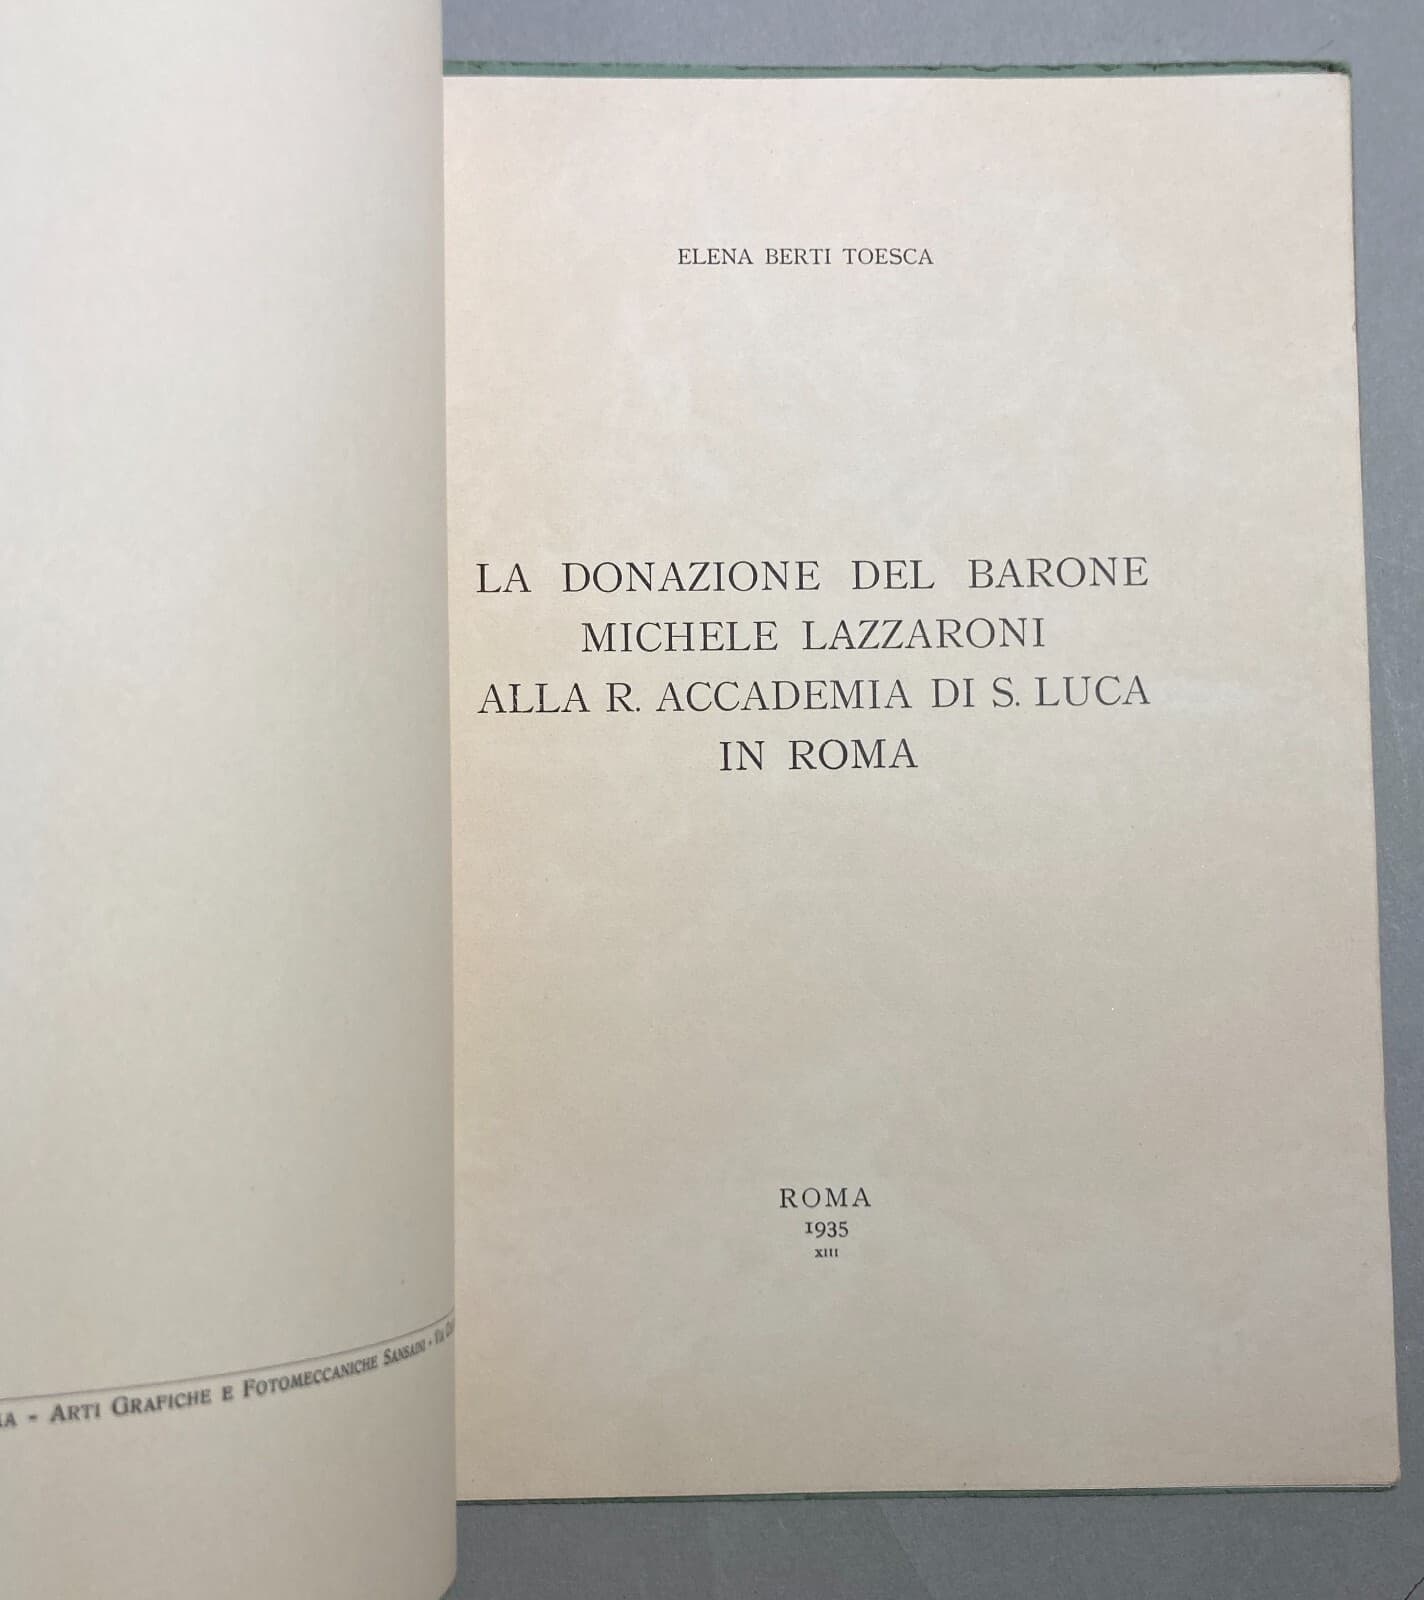 ELENA BERTI TOESCA
LA DONAZIONE DEL BARONE
MICHELE LAZZARONI
ALLA R. ACCADEMIA DI S. LUCA
IN ROMA
ROMA
1935
XIII
- ARTI GRAFICHE E FOTOMECCANICHE SANSAINI -